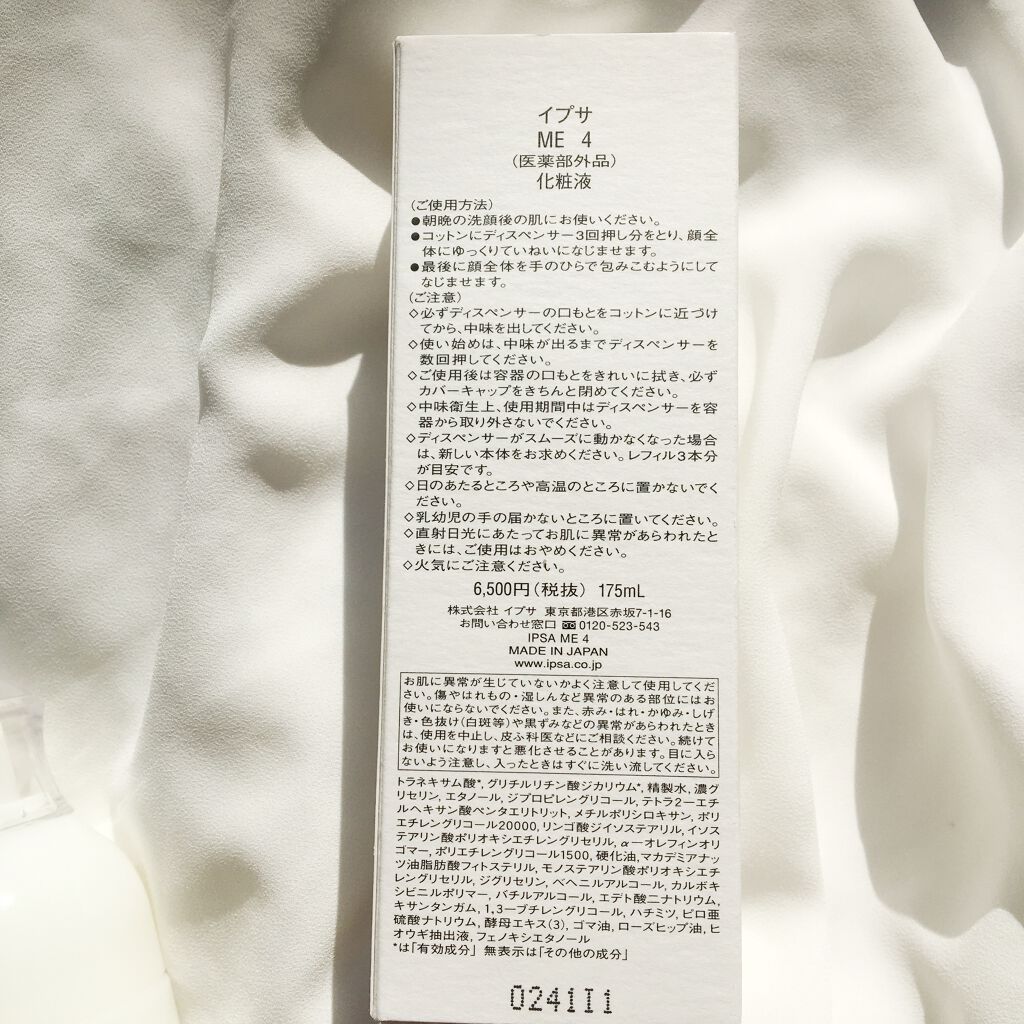 イプサ
ME 4
（医薬部外品）
化粧液
（ご使用方法）
●朝晩の洗顔後の肌にお使いください。
●コットンにディスペンサー3回押し分をとり、顔全
体にゆっくりていねいになじませます。
●最後に顔全体を手のひらで包みこむようにして
なじませます。
（ご注意）
◇必ずディスペンサーの口もとをコットンに近づけ
てから、中味を出してください。
◇使い始めは、中味が出るまでディスペンサーを
数回押してください。
◇ご使用後は容器の口もとをきれいに拭き、必ず
カバーキャップをきちんと閉めてください。
◇中味衛生上、使用期間中はディスペンサーを容
器から取り外さないでください。
◇ディスペンサーがスムーズに動かなくなった場合
は、新しい本体をお求めください。レフィル3本分
が目安です。
◇日のあたるところや高温のところに置かないでく
ださい。
◇乳幼児の手の届かないところに置いてください。
◇直射日光にあたってお肌に異常があらわれたと
きには、ご使用はおやめください。
◇火気にご注意ください。
6,500円（税抜） 175mL
株式会社 イプサ 東京都港区赤坂7-1-16
お問い合わせ窓口 0120-523-543
IPSA ME 4
MADE IN JAPAN
www.ipsa.co.jp
お肌に異常が生じていないかよく注意して使用してくだ
さい。傷やはれもの・湿しんなど異常のある部位にはお
使いにならないでください。また、赤み・はれ・かゆみ・しげ
き・色抜け（白斑等）や黒ずみなどの異常があらわれたとき
は、使用を中止し、皮ふ科医などにご相談ください。続けて
お使いになりますと悪化させることがあります。目に入ら
ないよう注意し、入ったときはすぐに洗い流してください。
トラネキサム酸*, グリチルリチン酸ジカリウム*, 精製水, 濃グ
リセリン, エタノール, ジプロピレングリコール, テトラ2-エチ
ルヘキサン酸ペンタエリトリット, メチルポリシロキサン, ポリ
エチレングリコール20000, リンゴ酸ジイソステアリル, イソス
テアリン酸ポリオキシエチレングリセリル, α-オレフィンオリ
ゴマー, ポリエチレングリコール1500, 硬化油, マカデミアナッ
ツ油脂肪酸フィトステリル, モノステアリン酸ポリオキシエチ
レングリセリル, ジグリセリン, ベヘニルアルコール, カルボキ
シビニルポリマー, バチルアルコール, エデト酸二ナトリウム,
キサンタンガム, 1,3-ブチレングリコール, ハチミツ, ピロ亜
硫酸ナトリウム, 酵母エキス(3), ゴマ油, ローズヒップ油, ヒ
オウギ抽出液, フェノキシエタノール
*は「有効成分」 無表示は「その他の成分」
0241I1